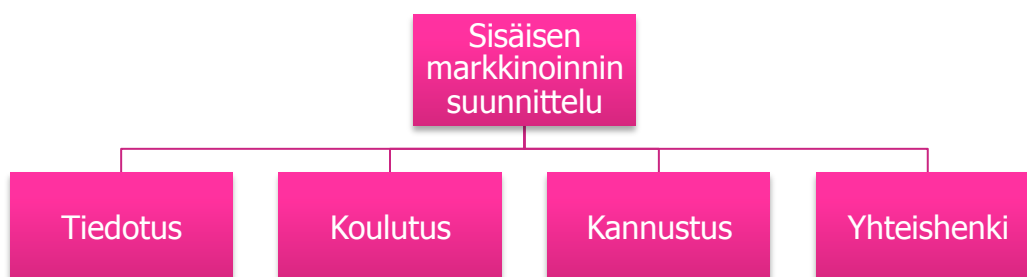 Sisäisen
markkinoinnin
suunnittelu
Tiedotus
Koulutus
Kannustus
Yhteishenki